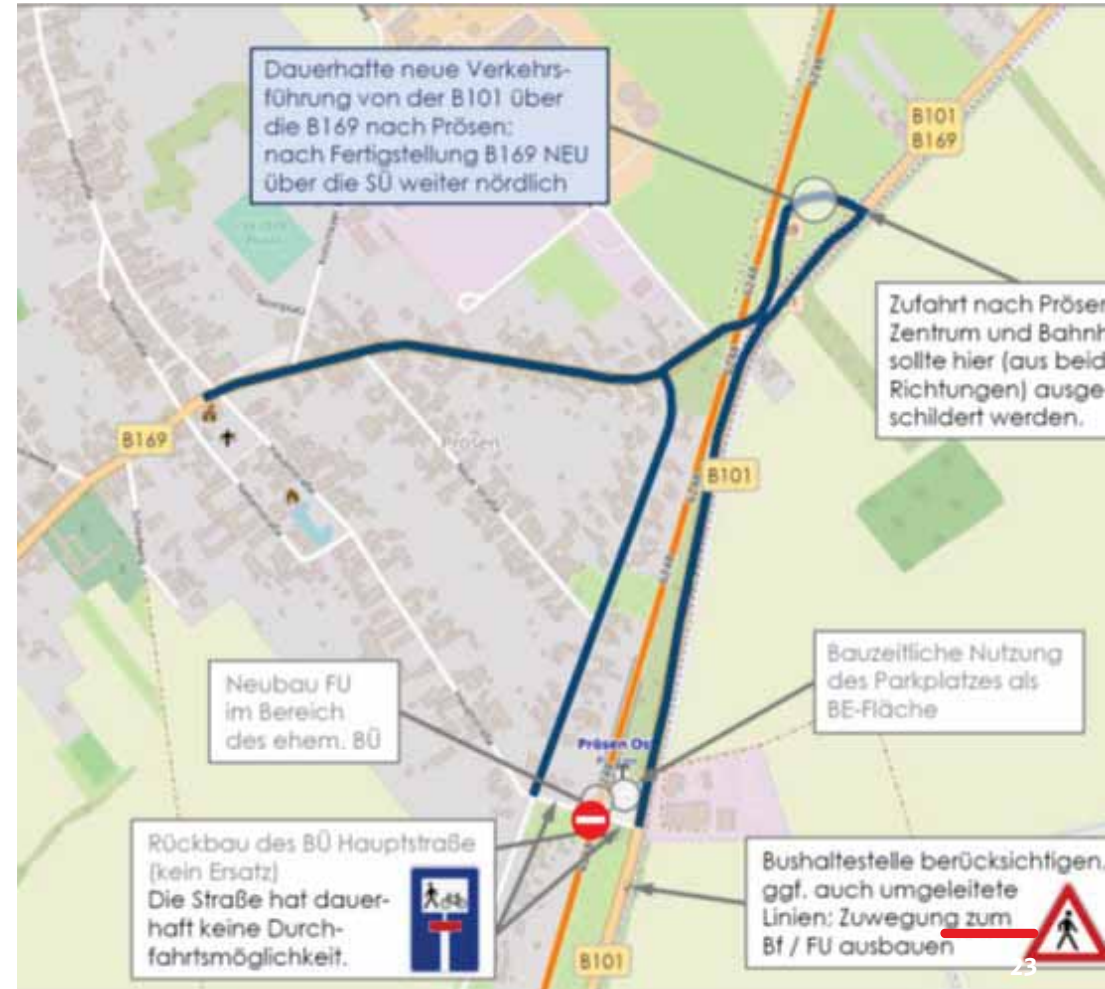 Dauerhafte neue Verkehrs-
führung von der B101 über
die B169 nach Prösen;
nach Fertigstellung B169 NEU
über die SÜ weiter nördlich
B101
B169
Zufahrt nach Prösen
Zentrum und Bahnh
sollte hier (aus beid
Richtungen) ausge
schildert werden.
B169
Prösen
B101
Neubau FU
im Bereich
des ehem. BÜ
Bauzeitliche Nutzung
des Parkplatzes als
BE-Fläche
Prösen Os
Rückbau des BÜ Hauptstraße
(kein Ersatz)
Die Straße hat dauer-
haft keine Durch-
fahrtsmöglichkeit.
Bushaltestelle berücksichtigen,
ggf. auch umgeleitete
Linien; Zuwegung zum
Bf / FU ausbauen
B101
23